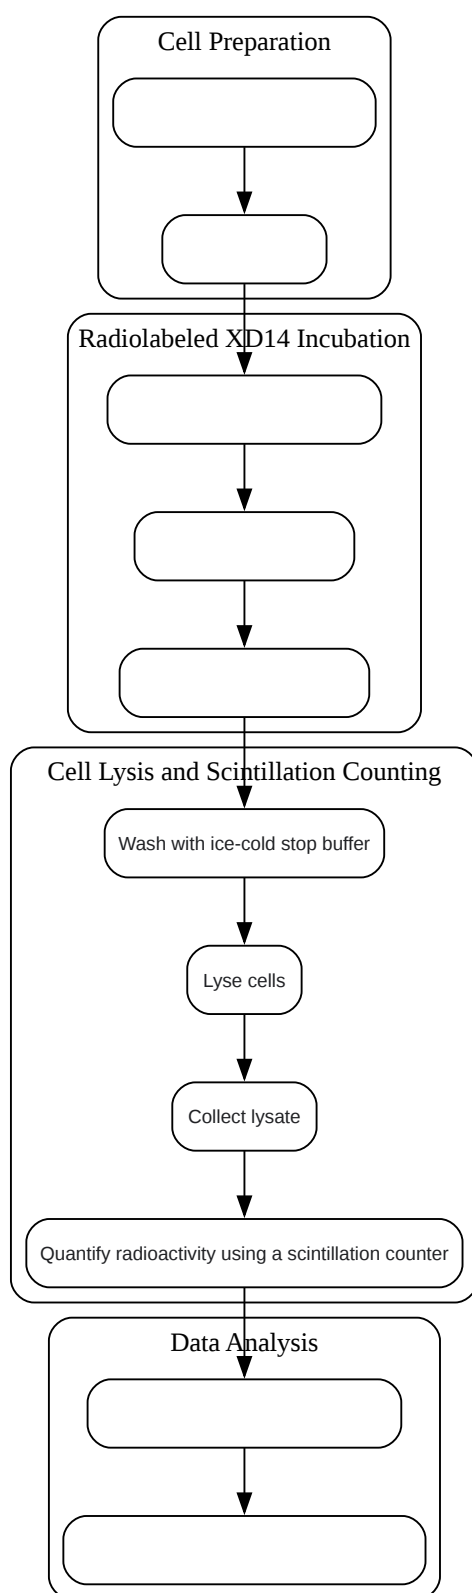 Cell Preparation
Radiolabeled XD14 Incubation
Cell Lysis and Scintillation Counting
Wash with ice-cold stop buffer
Lyse cells
Collect lysate
Quantify radioactivity using a scintillation counter
Data Analysis